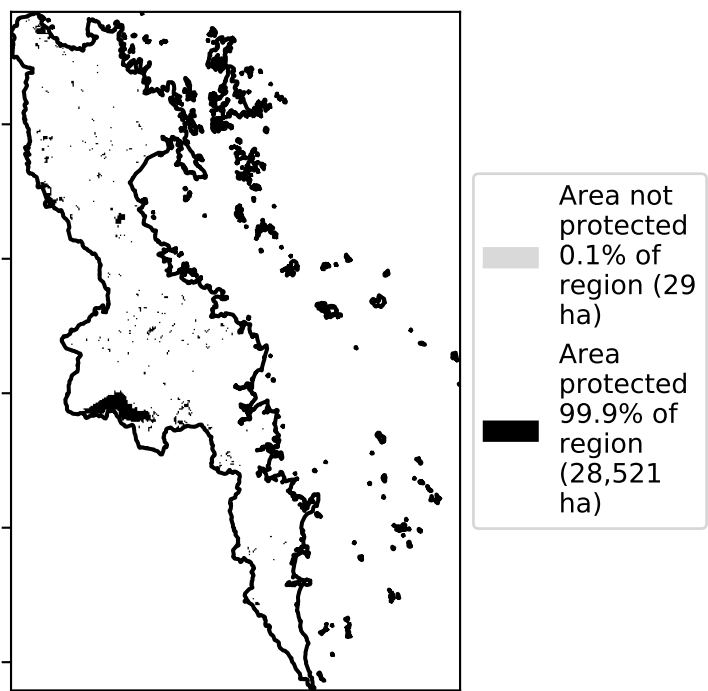 Area not
protected
0.1% of
region (29
ha)
Area
protected
99.9% of
region
(28,521
ha)